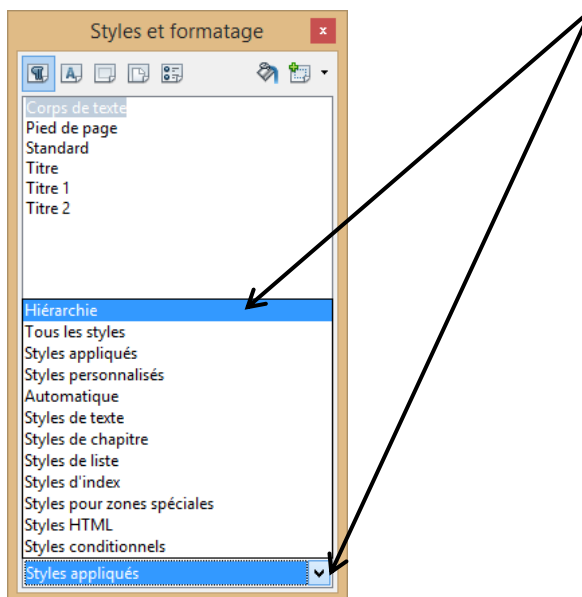 Styles et formatage
x
Corps de texte
Pied de page
Standard
Titre
Titre 1
Titre 2
Hiérarchie
Tous les styles
Styles appliqués
Styles personnalisés
Automatique
Styles de texte
Styles de chapitre
Styles de liste
Styles d'index
Styles pour zones spéciales
Styles HTML
Styles conditionnels
Styles appliqués